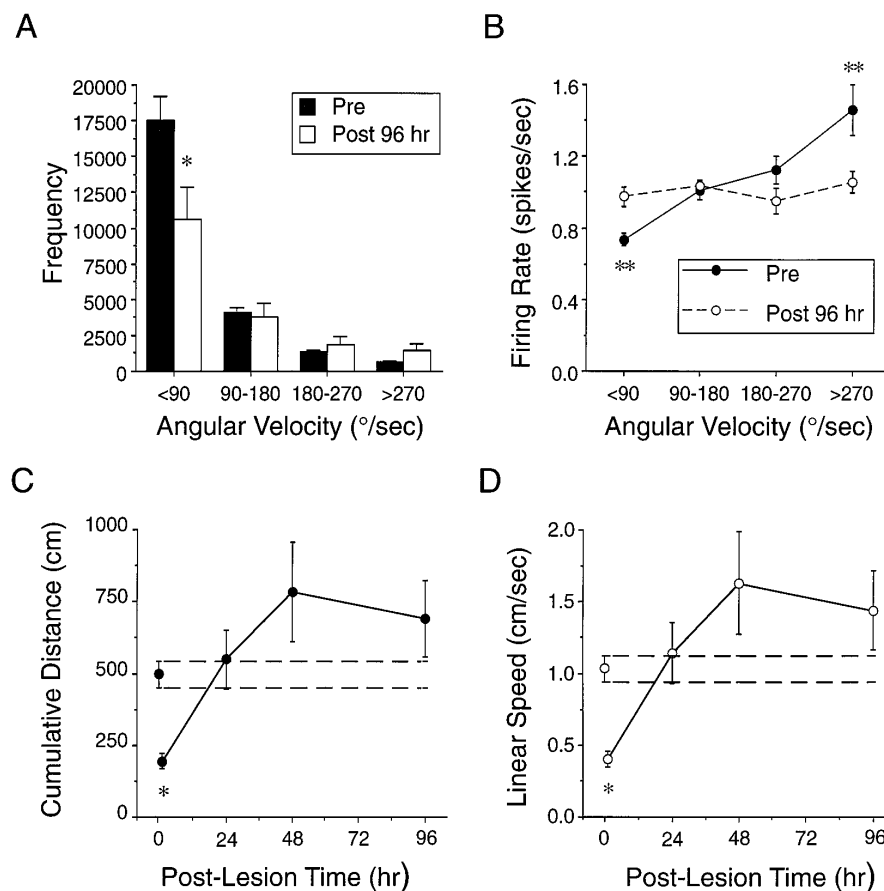 A
20000
17500
15000
12500
10000
7500
5000
2500
0
Frequency
*
Pre
Post 96 hr
<90 90-180 180-270 >270
Angular Velocity (°/sec)
B
1.6
1.2
0.8
0.4
0.0
Firing Rate (spikes/sec)
**
**
Pre
Post 96 hr
<90 90-180 180-270 >270
Angular Velocity (°/sec)
C
1000
750
500
250
0
Cumulative Distance (cm)
*
0 24 48 72 96
Post-Lesion Time (hr)
D
2.0
1.5
1.0
0.5
0.0
Linear Speed (cm/sec)
*
0 24 48 72 96
Post-Lesion Time (hr)